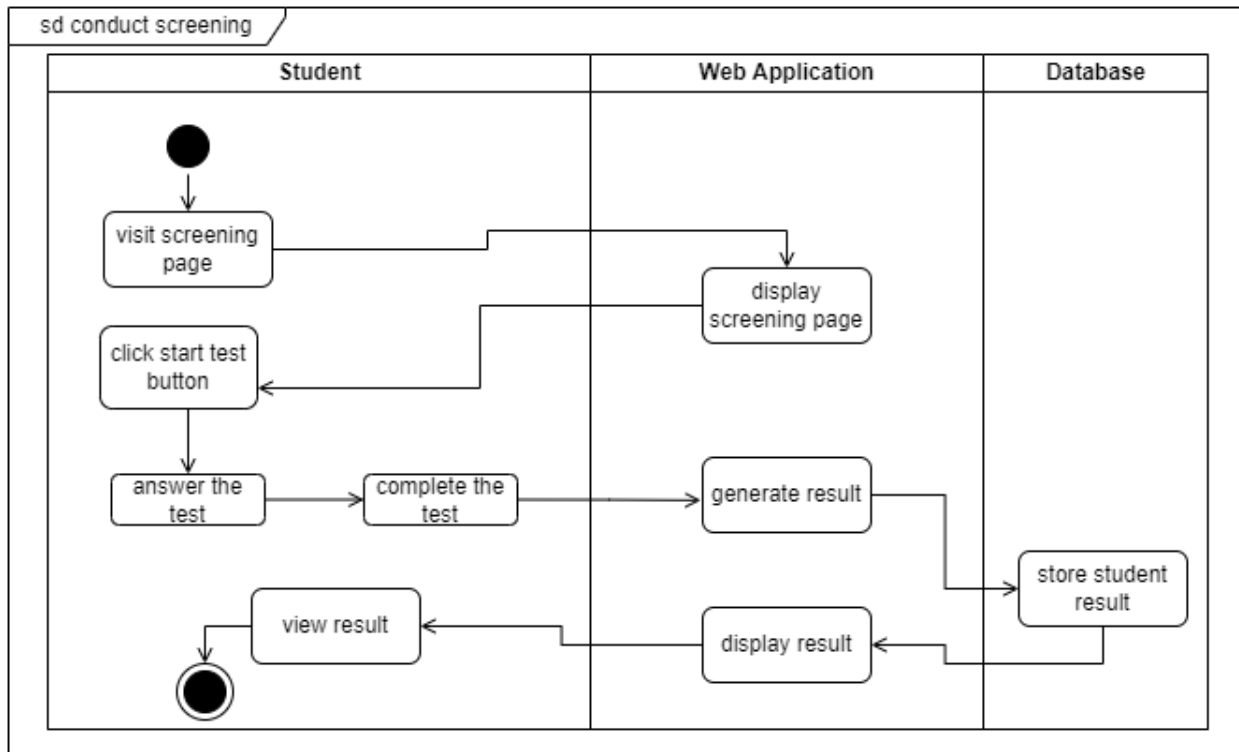 sd conduct screening
Student
Web Application
Database
visit screening
page
display
screening page
click start test
button
answer the
test
complete the
test
generate result
store student
result
display result
view result